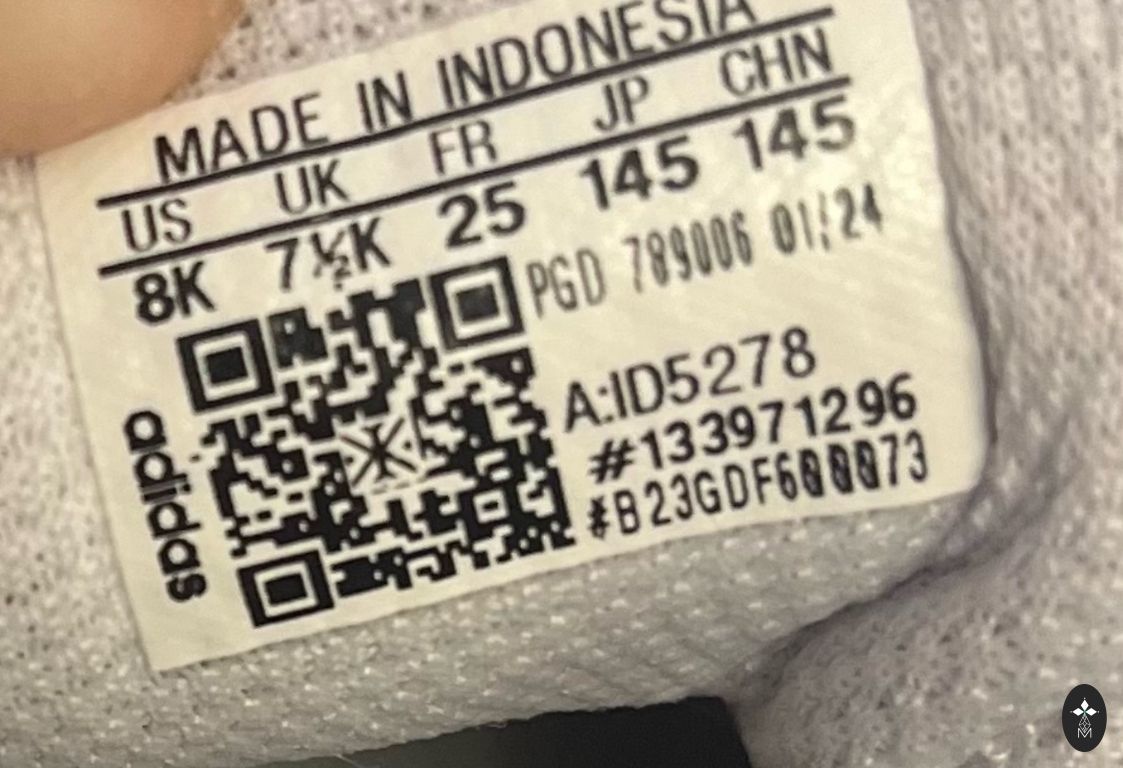 MADE IN INDONESIA
US UK FR JP CHN
8K 7½K 25 145 145
PGD 789006 01/24
A:ID5278
#133971296
*B23GDF600073
adidas
M